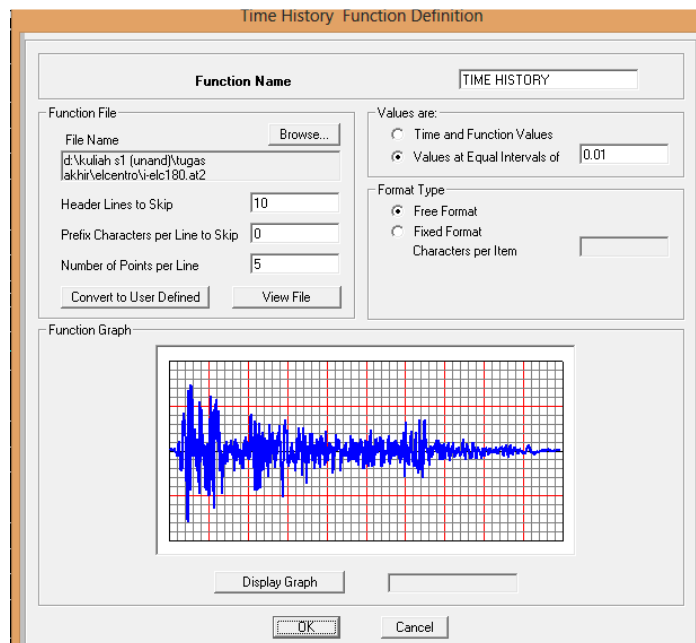 Time History Function Definition
Function Name
TIME HISTORY
Function File
File Name
Browse...
d:\kuliah s1 (unand)\tugas
akhir\elcentro\i-elc180.at2
Header Lines to Skip
10
Prefix Characters per Line to Skip
0
Number of Points per Line
5
Convert to User Defined
View File
Values are:
Time and Function Values
Values at Equal Intervals of
0.01
Format Type
Free Format
Fixed Format
Characters per Item
Function Graph
Display Graph
OK
Cancel